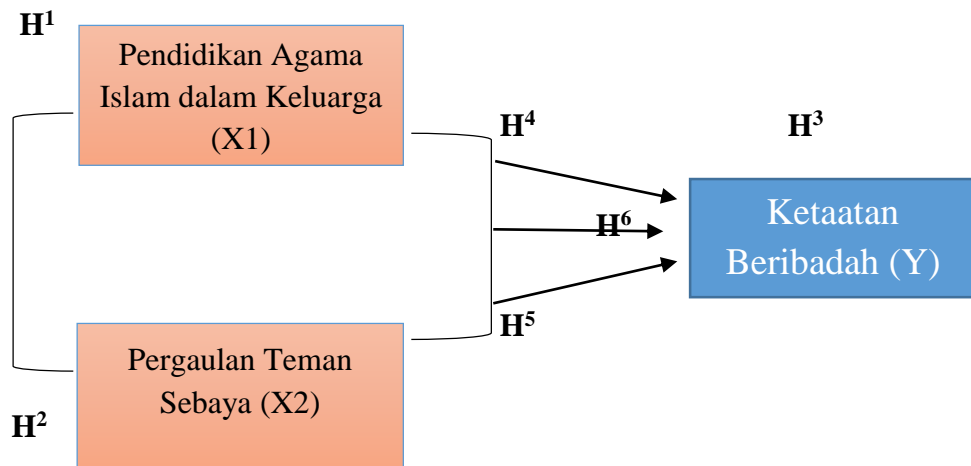 H¹
Pendidikan Agama
Islam dalam Keluarga
(X1)
H⁴
H³
H⁶
Ketaatan
Beribadah (Y)
H⁵
Pergaulan Teman
Sebaya (X2)
H²